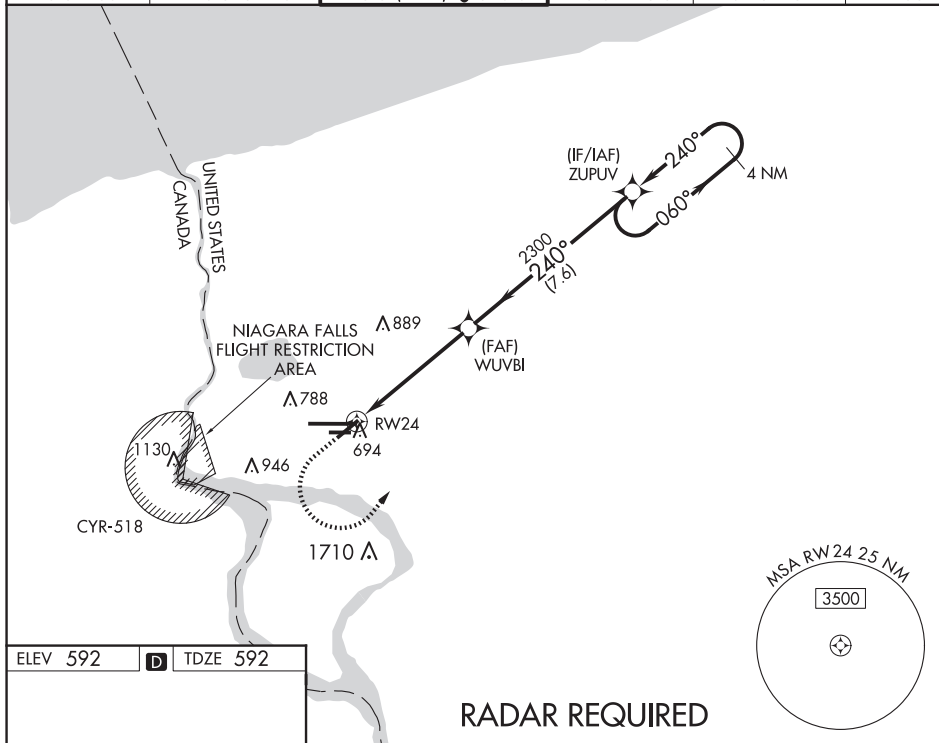 UNITED STATES
CANADA
(IF/IAF)
ZUPUV
240°
4 NM
060°
2300
240°
(7.6)
NIAGARA FALLS
FLIGHT RESTRICTION
AREA
889
(FAF)
WUVBI
788
RW24
694
1130
946
CYR-518
1710
MSA RW 24 25 NM
3500
ELEV 592
D
TDZE 592
RADAR REQUIRED